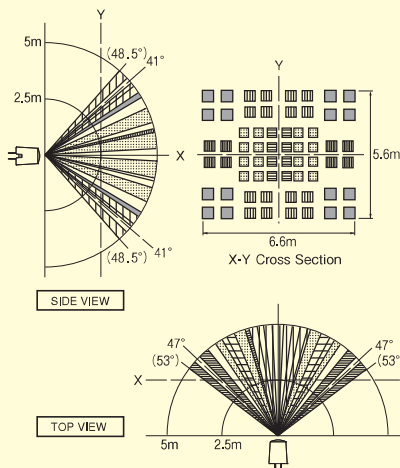 Y
5m
(48.5°)
41°
2.5m
X
41°
(48.5°)
SIDE VIEW
Y
X
5.6m
6.6m
X-Y Cross Section
47°
(53°)
47°
(53°)
X
TOP VIEW
5m
2.5m